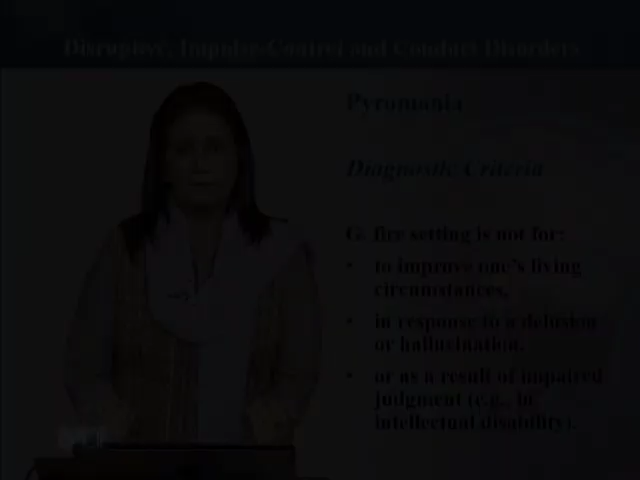 Disruptive, Impulse-Control and Conduct Disorders
Pyromania
Diagnostic Criteria
G. fire setting is not for:
• to improve one's living
circumstances,
• in response to a delusion
or hallucination,
• or as a result of impaired
judgment (e.g., in
intellectual disability).